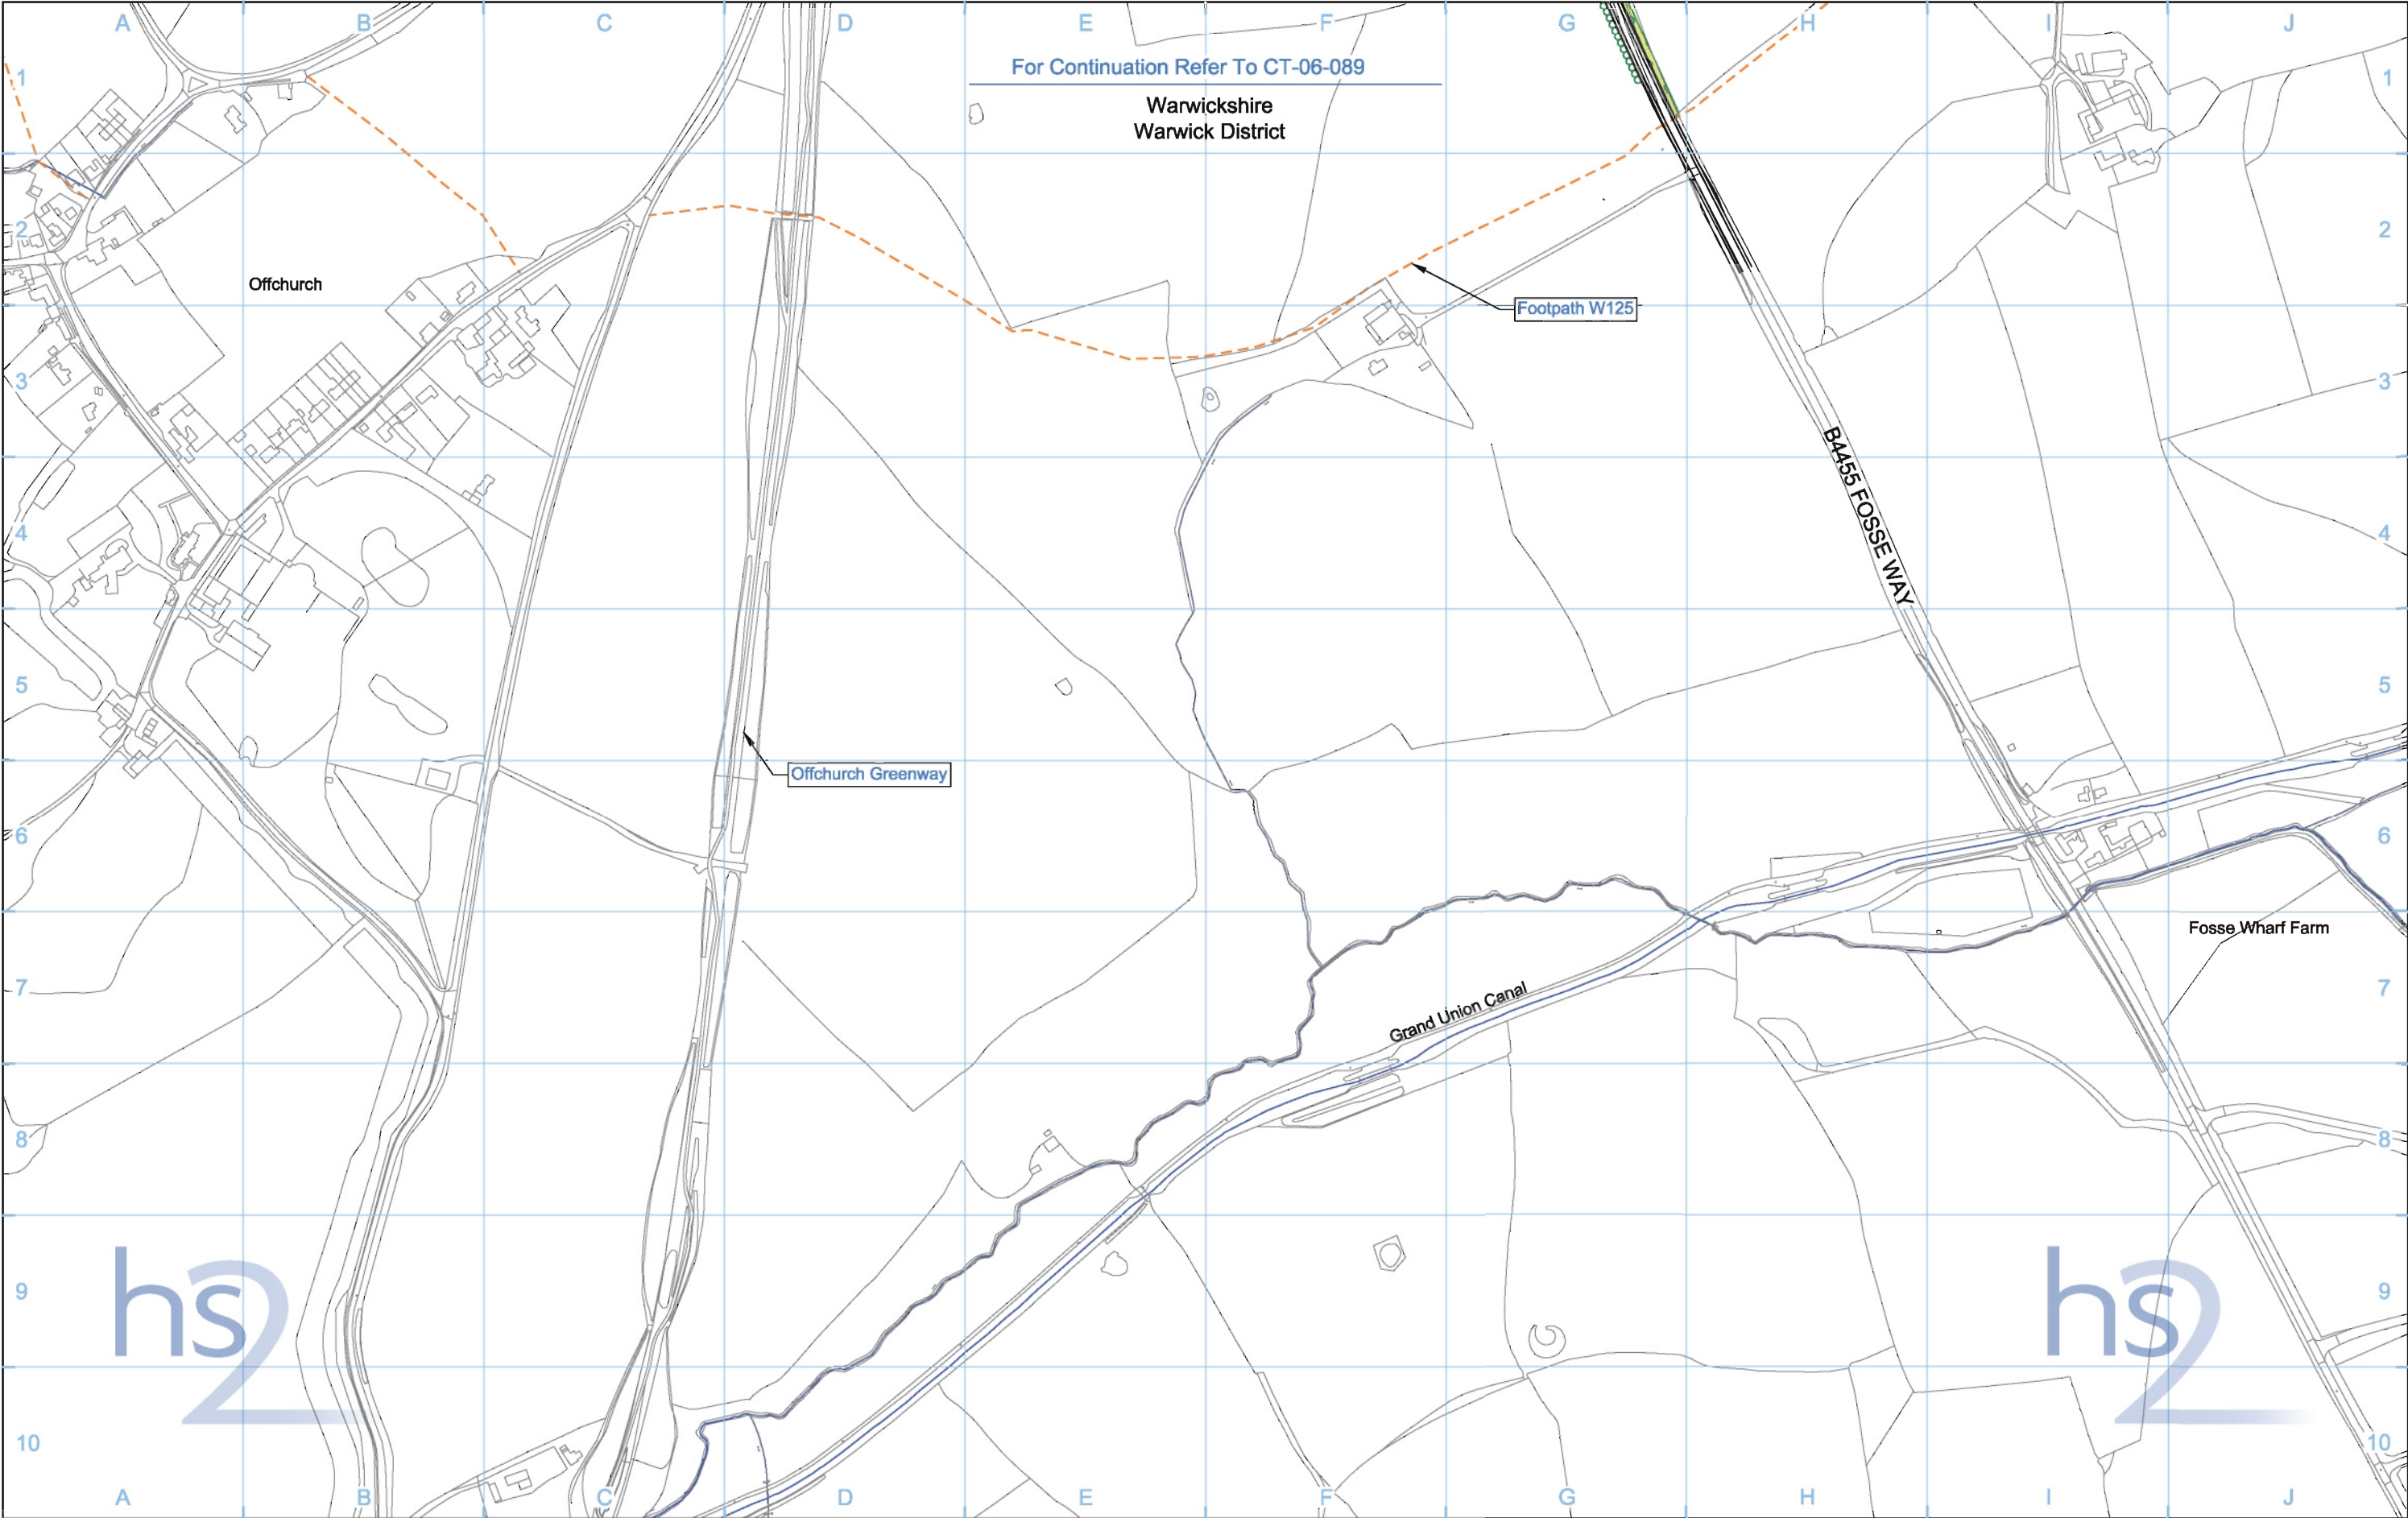 A B C D E F G H I J
For Continuation Refer To CT-06-089
1 1
Warwickshire
Warwick District
2 2
Offchurch
Footpath W125
3 3
B4455 FOSSE WAY
4 4
5 5
Offchurch Greenway
6 6
Fosse Wharf Farm
7 7
Grand Union Canal
8 8
hs2 hs2
9 9
10 10
A B C D E F G H I J